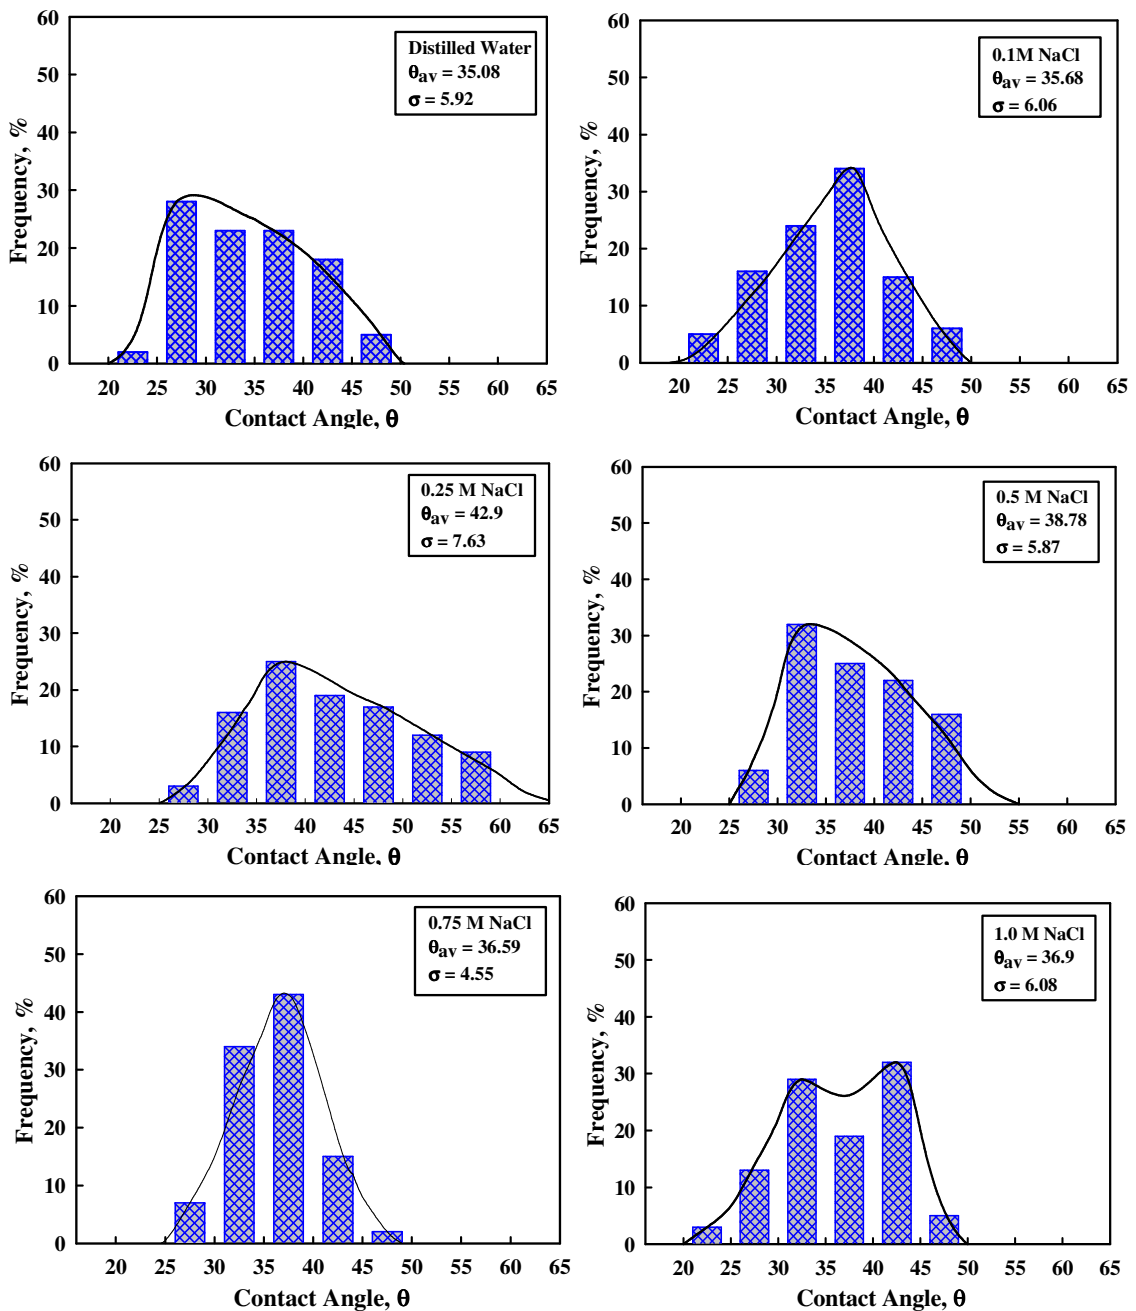 60
50
40
30
20
10
0
Frequency, %
Distilled Water
θav = 35.08
σ = 5.92
20 25 30 35 40 45 50 55 60 65
Contact Angle, θ
60
50
40
30
20
10
0
Frequency, %
0.1M NaCl
θav = 35.68
σ = 6.06
20 25 30 35 40 45 50 55 60 65
Contact Angle, θ
60
50
40
30
20
10
0
Frequency, %
0.25 M NaCl
θav = 42.9
σ = 7.63
20 25 30 35 40 45 50 55 60 65
Contact Angle, θ
60
50
40
30
20
10
0
Frequency, %
0.5 M NaCl
θav = 38.78
σ = 5.87
20 25 30 35 40 45 50 55 60 65
Contact Angle, θ
60
50
40
30
20
10
0
Frequency, %
0.75 M NaCl
θav = 36.59
σ = 4.55
20 25 30 35 40 45 50 55 60 65
Contact Angle, θ
60
50
40
30
20
10
0
Frequency, %
1.0 M NaCl
θav = 36.9
σ = 6.08
20 25 30 35 40 45 50 55 60 65
Contact Angle, θ